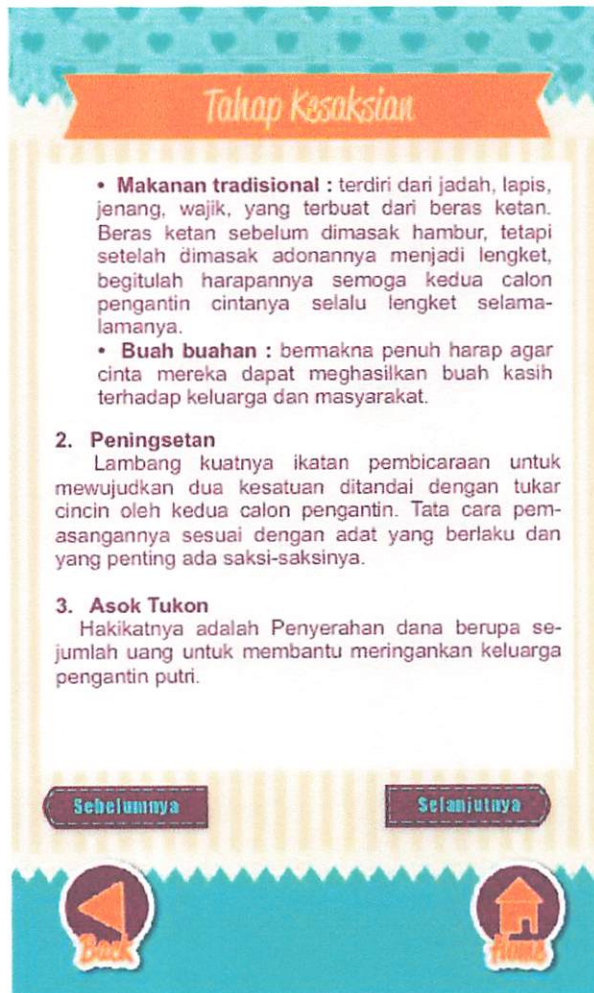 Tahap Kesaksian
• Makanan tradisional : terdiri dari jadah, lapis,
jenang, wajik, yang terbuat dari beras ketan.
Beras ketan sebelum dimasak hambur, tetapi
setelah dimasak adonannya menjadi lengket,
begitulah harapannya semoga kedua calon
pengantin cintanya selalu lengket selama-
lamanya.
• Buah buahan : bermakna penuh harap agar
cinta mereka dapat meghasilkan buah kasih
terhadap keluarga dan masyarakat.
2. Peningsetan
Lambang kuatnya ikatan pembicaraan untuk
mewujudkan dua kesatuan ditandai dengan tukar
cincin oleh kedua calon pengantin. Tata cara pem-
asangannya sesuai dengan adat yang berlaku dan
yang penting ada saksi-saksinya.
3. Asok Tukon
Hakikatnya adalah Penyerahan dana berupa se-
jumlah uang untuk membantu meringankan keluarga
pengantin putri.
Sebelumnya
Selanjutnya
Back
Home